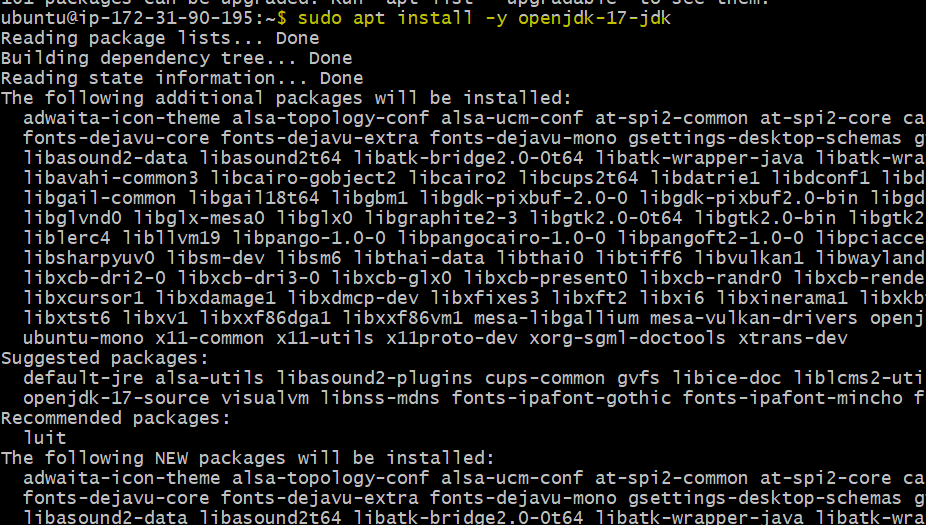 101 packages can be upgraded. Run 'apt list --upgradable' to see them.
ubuntu@ip-172-31-90-195:~$ sudo apt install -y openjdk-17-jdk
Reading package lists... Done
Building dependency tree... Done
Reading state information... Done
The following additional packages will be installed:
adwaita-icon-theme alsa-topology-conf alsa-ucm-conf at-spi2-common at-spi2-core ca
fonts-dejavu-core fonts-dejavu-extra fonts-dejavu-mono gsettings-desktop-schemas g
libasound2-data libasound2t64 libatk-bridge2.0-0t64 libatk-wrapper-java libatk-wra
libavahi-common3 libcairo-gobject2 libcairo2 libcups2t64 libdatrie1 libdconf1 libd
libgail-common libgail18t64 libgbm1 libgdk-pixbuf-2.0-0 libgdk-pixbuf2.0-bin libgd
libglvnd0 libglx-mesa0 libglx0 libgraphite2-3 libgtk2.0-0t64 libgtk2.0-bin libgtk2
liblerc4 libllvm19 libpango-1.0-0 libpangocairo-1.0-0 libpangoft2-1.0-0 libpciacce
libsharpyuv0 libsm-dev libsm6 libthai-data libthai0 libtiff6 libvulkan1 libwayland
libxcb-dri2-0 libxcb-dri3-0 libxcb-glx0 libxcb-present0 libxcb-randr0 libxcb-rende
libxcursor1 libxdamage1 libxdmcp-dev libxfixes3 libxft2 libxi6 libxinerama1 libxkb
libxtst6 libxv1 libxxf86dga1 libxxf86vm1 mesa-libgallium mesa-vulkan-drivers openj
ubuntu-mono x11-common x11-utils x11proto-dev xorg-sgml-doctools xtrans-dev
Suggested packages:
default-jre alsa-utils libasound2-plugins cups-common gvfs libice-doc liblcms2-uti
openjdk-17-source visualvm libnss-mdns fonts-ipafont-gothic fonts-ipafont-mincho f
Recommended packages:
luit
The following NEW packages will be installed:
adwaita-icon-theme alsa-topology-conf alsa-ucm-conf at-spi2-common at-spi2-core ca
fonts-dejavu-core fonts-dejavu-extra fonts-dejavu-mono gsettings-desktop-schemas g
libasound2-data libasound2t64 libatk-bridge2.0-0t64 libatk-wrapper-java libatk-wra